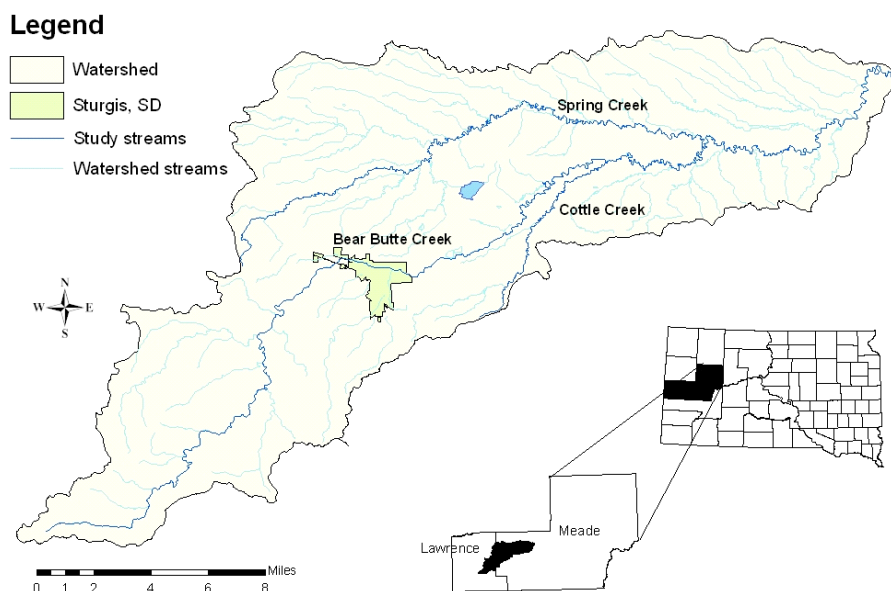 Legend
Watershed
Sturgis, SD
Study streams
Watershed streams
Spring Creek
Cottle Creek
Bear Butte Creek
N
W E
S
Lawrence
Meade
Miles
0 1 2 4 6 8